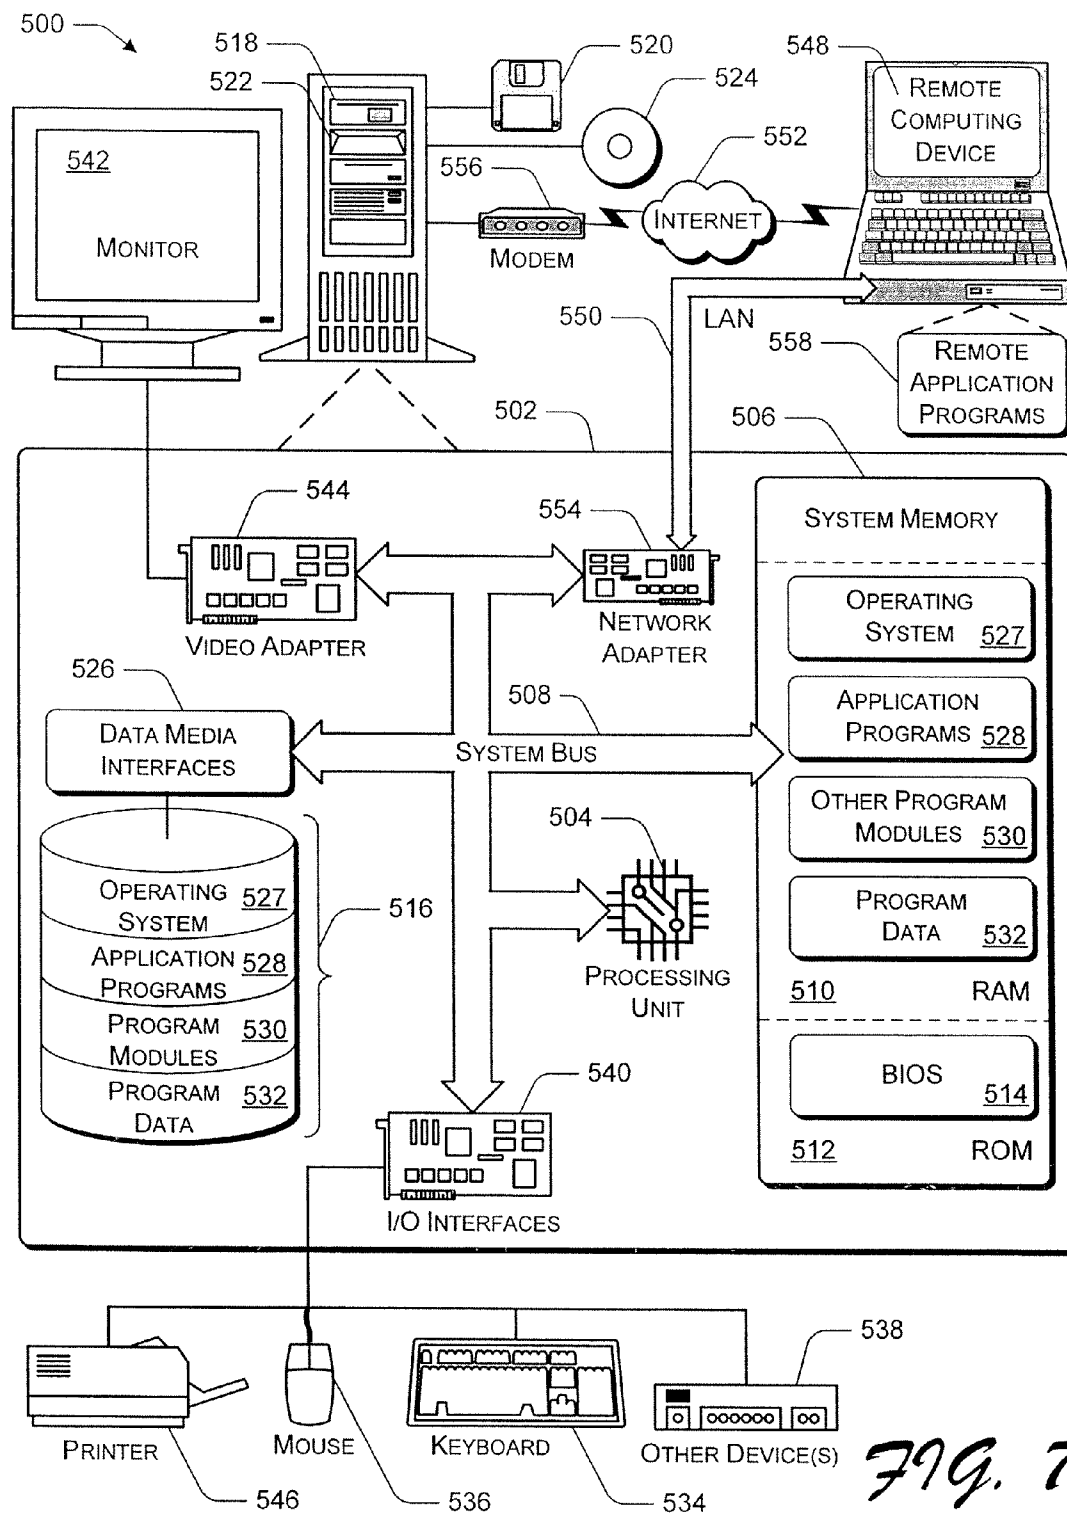 500
518
522
520
524
548
552
556
REMOTE
COMPUTING
DEVICE
542
MONITOR
INTERNET
MODEM
550
LAN
558
REMOTE
APPLICATION
PROGRAMS
502
506
544
554
SYSTEM MEMORY
VIDEO ADAPTER
NETWORK
ADAPTER
OPERATING
SYSTEM 527
526
508
APPLICATION
PROGRAMS 528
DATA MEDIA
INTERFACES
SYSTEM BUS
OTHER PROGRAM
MODULES 530
504
PROGRAM
DATA 532
OPERATING
SYSTEM 527
516
APPLICATION
PROGRAMS 528
PROCESSING
UNIT
510 RAM
PROGRAM
MODULES 530
PROGRAM
DATA 532
540
BIOS 514
512 ROM
I/O INTERFACES
538
PRINTER
MOUSE
KEYBOARD
OTHER DEVICE(S)
546
536
534
FIG. 7